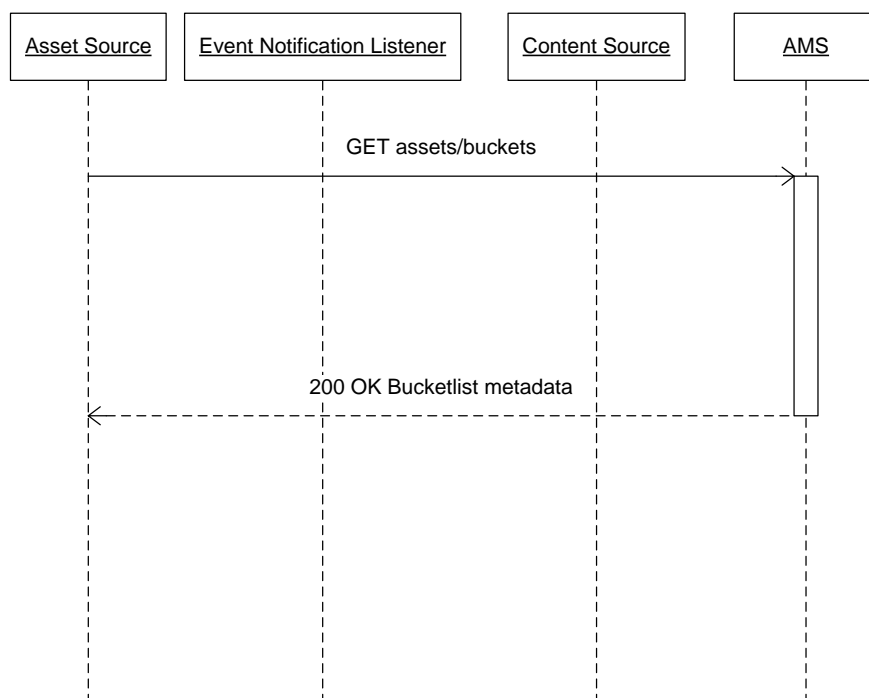 Asset Source
Event Notification Listener
Content Source
AMS
GET assets/buckets
200 OK Bucketlist metadata